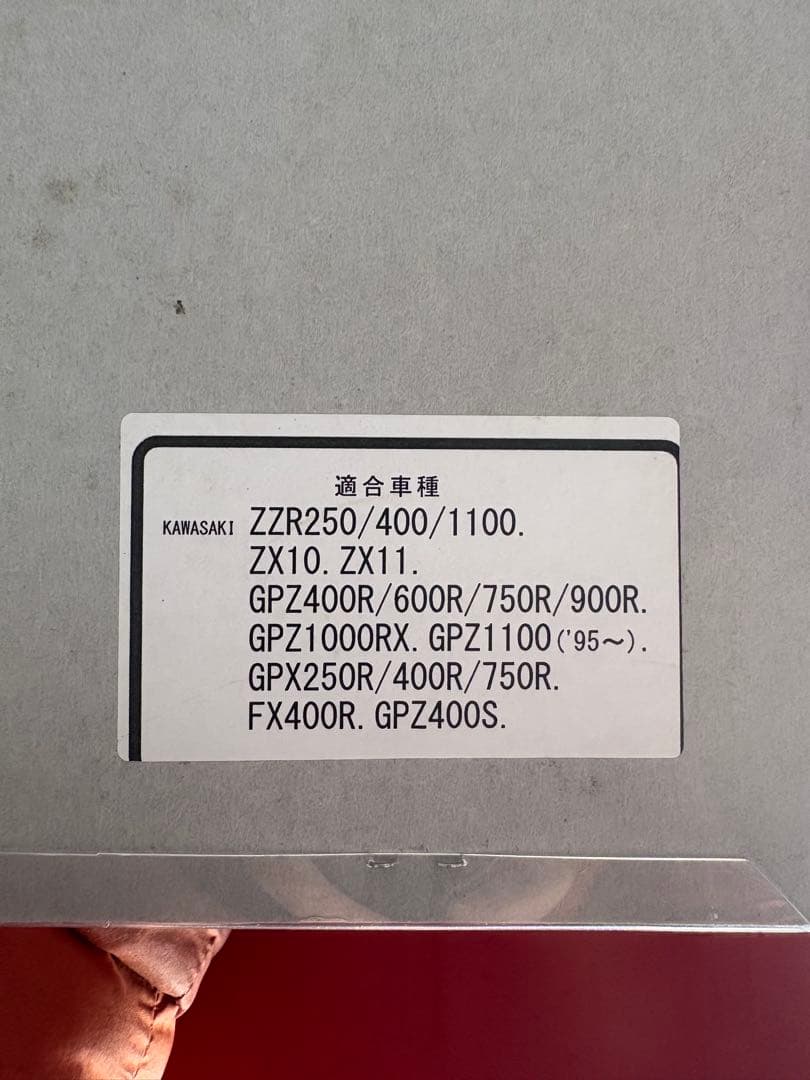 適合車種
KAWASAKI ZZR250/400/1100.
ZX10. ZX11.
GPZ400R/600R/750R/900R.
GPZ1000RX. GPZ1100('95〜).
GPX250R/400R/750R.
FX400R. GPZ400S.